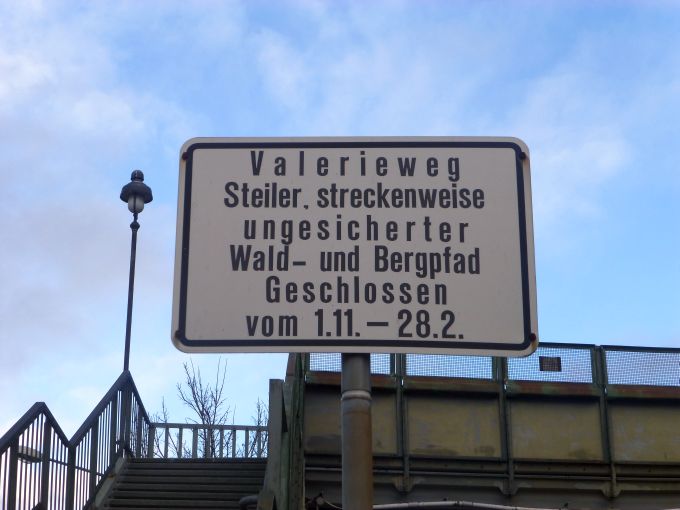 Valerieweg
Steiler, streckenweise
ungesicherter
Wald- und Bergpfad
Geschlossen
vom 1.11. – 28.2.